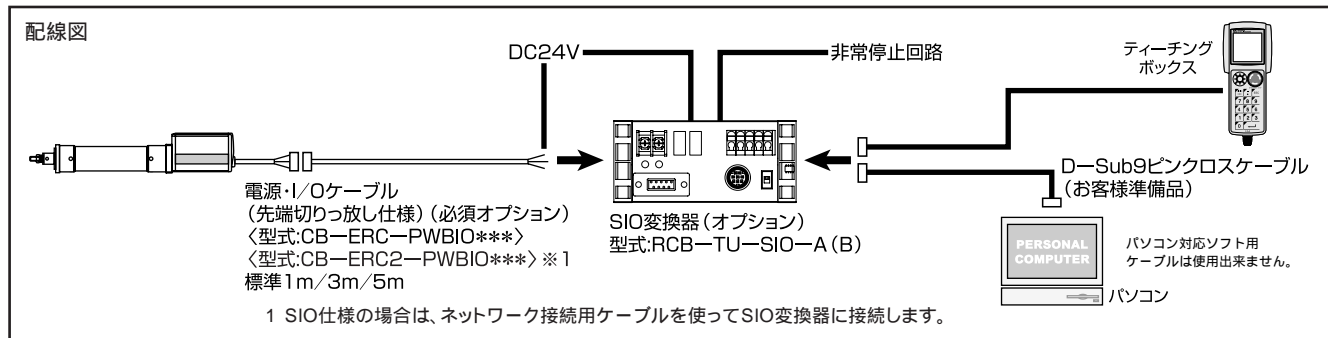 配線図
DC24V
非常停止回路
ティーチング
ボックス
電源・I/Oケーブル
(先端切りっ放し仕様)(必須オプション)
〈型式:CB-ERC-PWBIO***〉
〈型式:CB-ERC2-PWBIO***〉※1
標準1m/3m/5m
SIO変換器(オプション)
型式:RCB-TU-SIO-A(B)
D-Sub9ピンクロスケーブル
(お客様準備品)
PERSONAL
COMPUTER
パソコン対応ソフト用
ケーブルは使用出来ません。
パソコン
1 SIO仕様の場合は、ネットワーク接続用ケーブルを使ってSIO変換器に接続します。